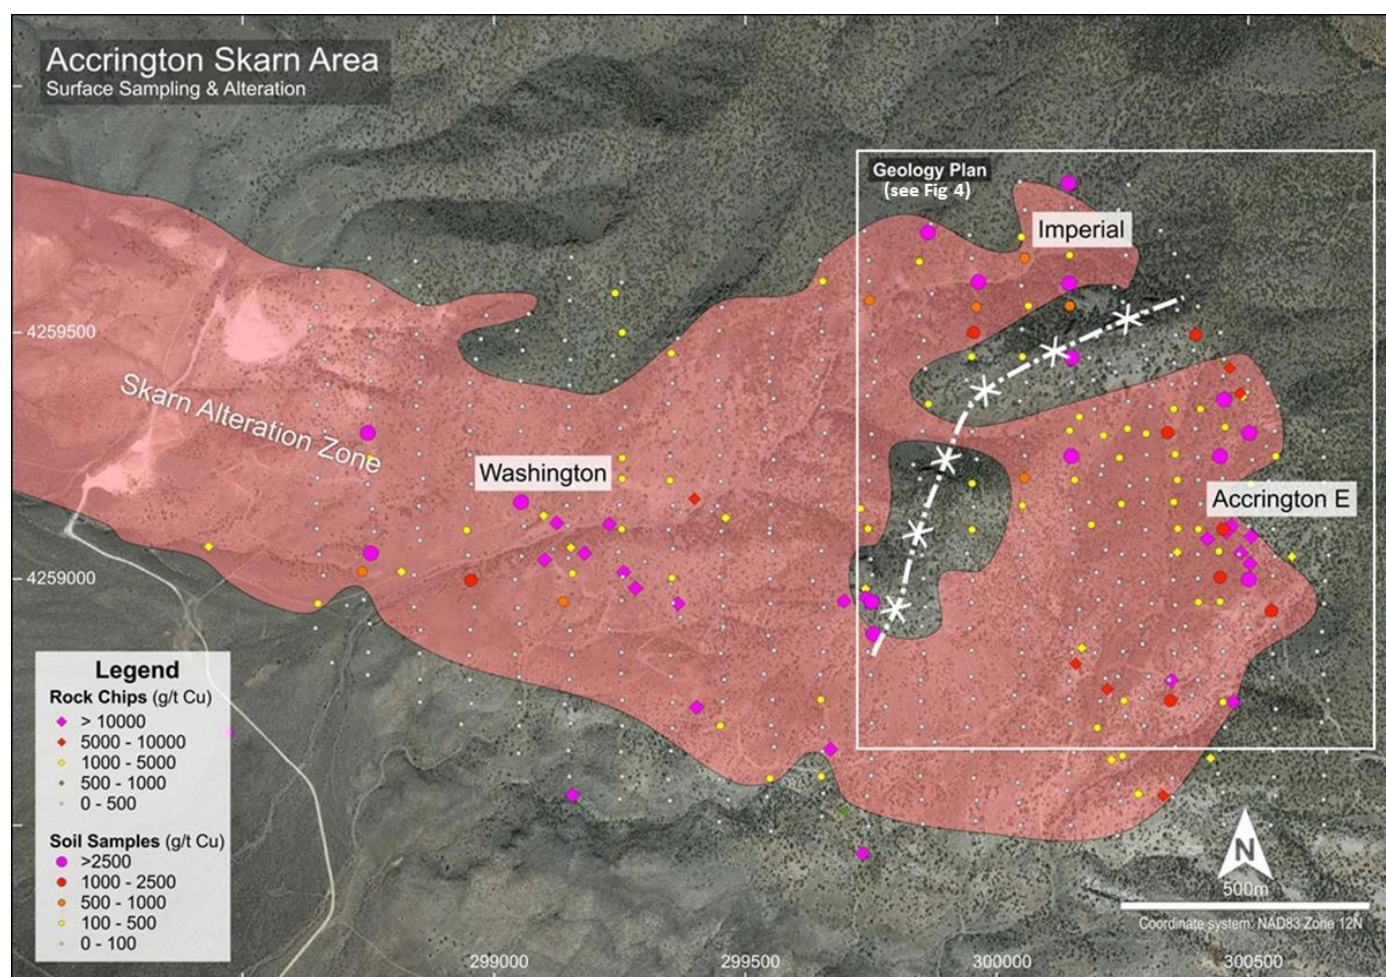 Accrington Skarn Area
Surface Sampling & Alteration
Geology Plan
(see Fig 4)
Imperial
4259500
Skarn Alteration Zone
Washington
Accrington E
4259000
Legend
Rock Chips (g/t Cu)
> 10000
5000 - 10000
1000 - 5000
500 - 1000
0 - 500
Soil Samples (g/t Cu)
>2500
1000 - 2500
500 - 1000
100 - 500
0 - 100
N
500m
Coordinate system: NAD83 Zone 12N
299000
299500
300000
300500